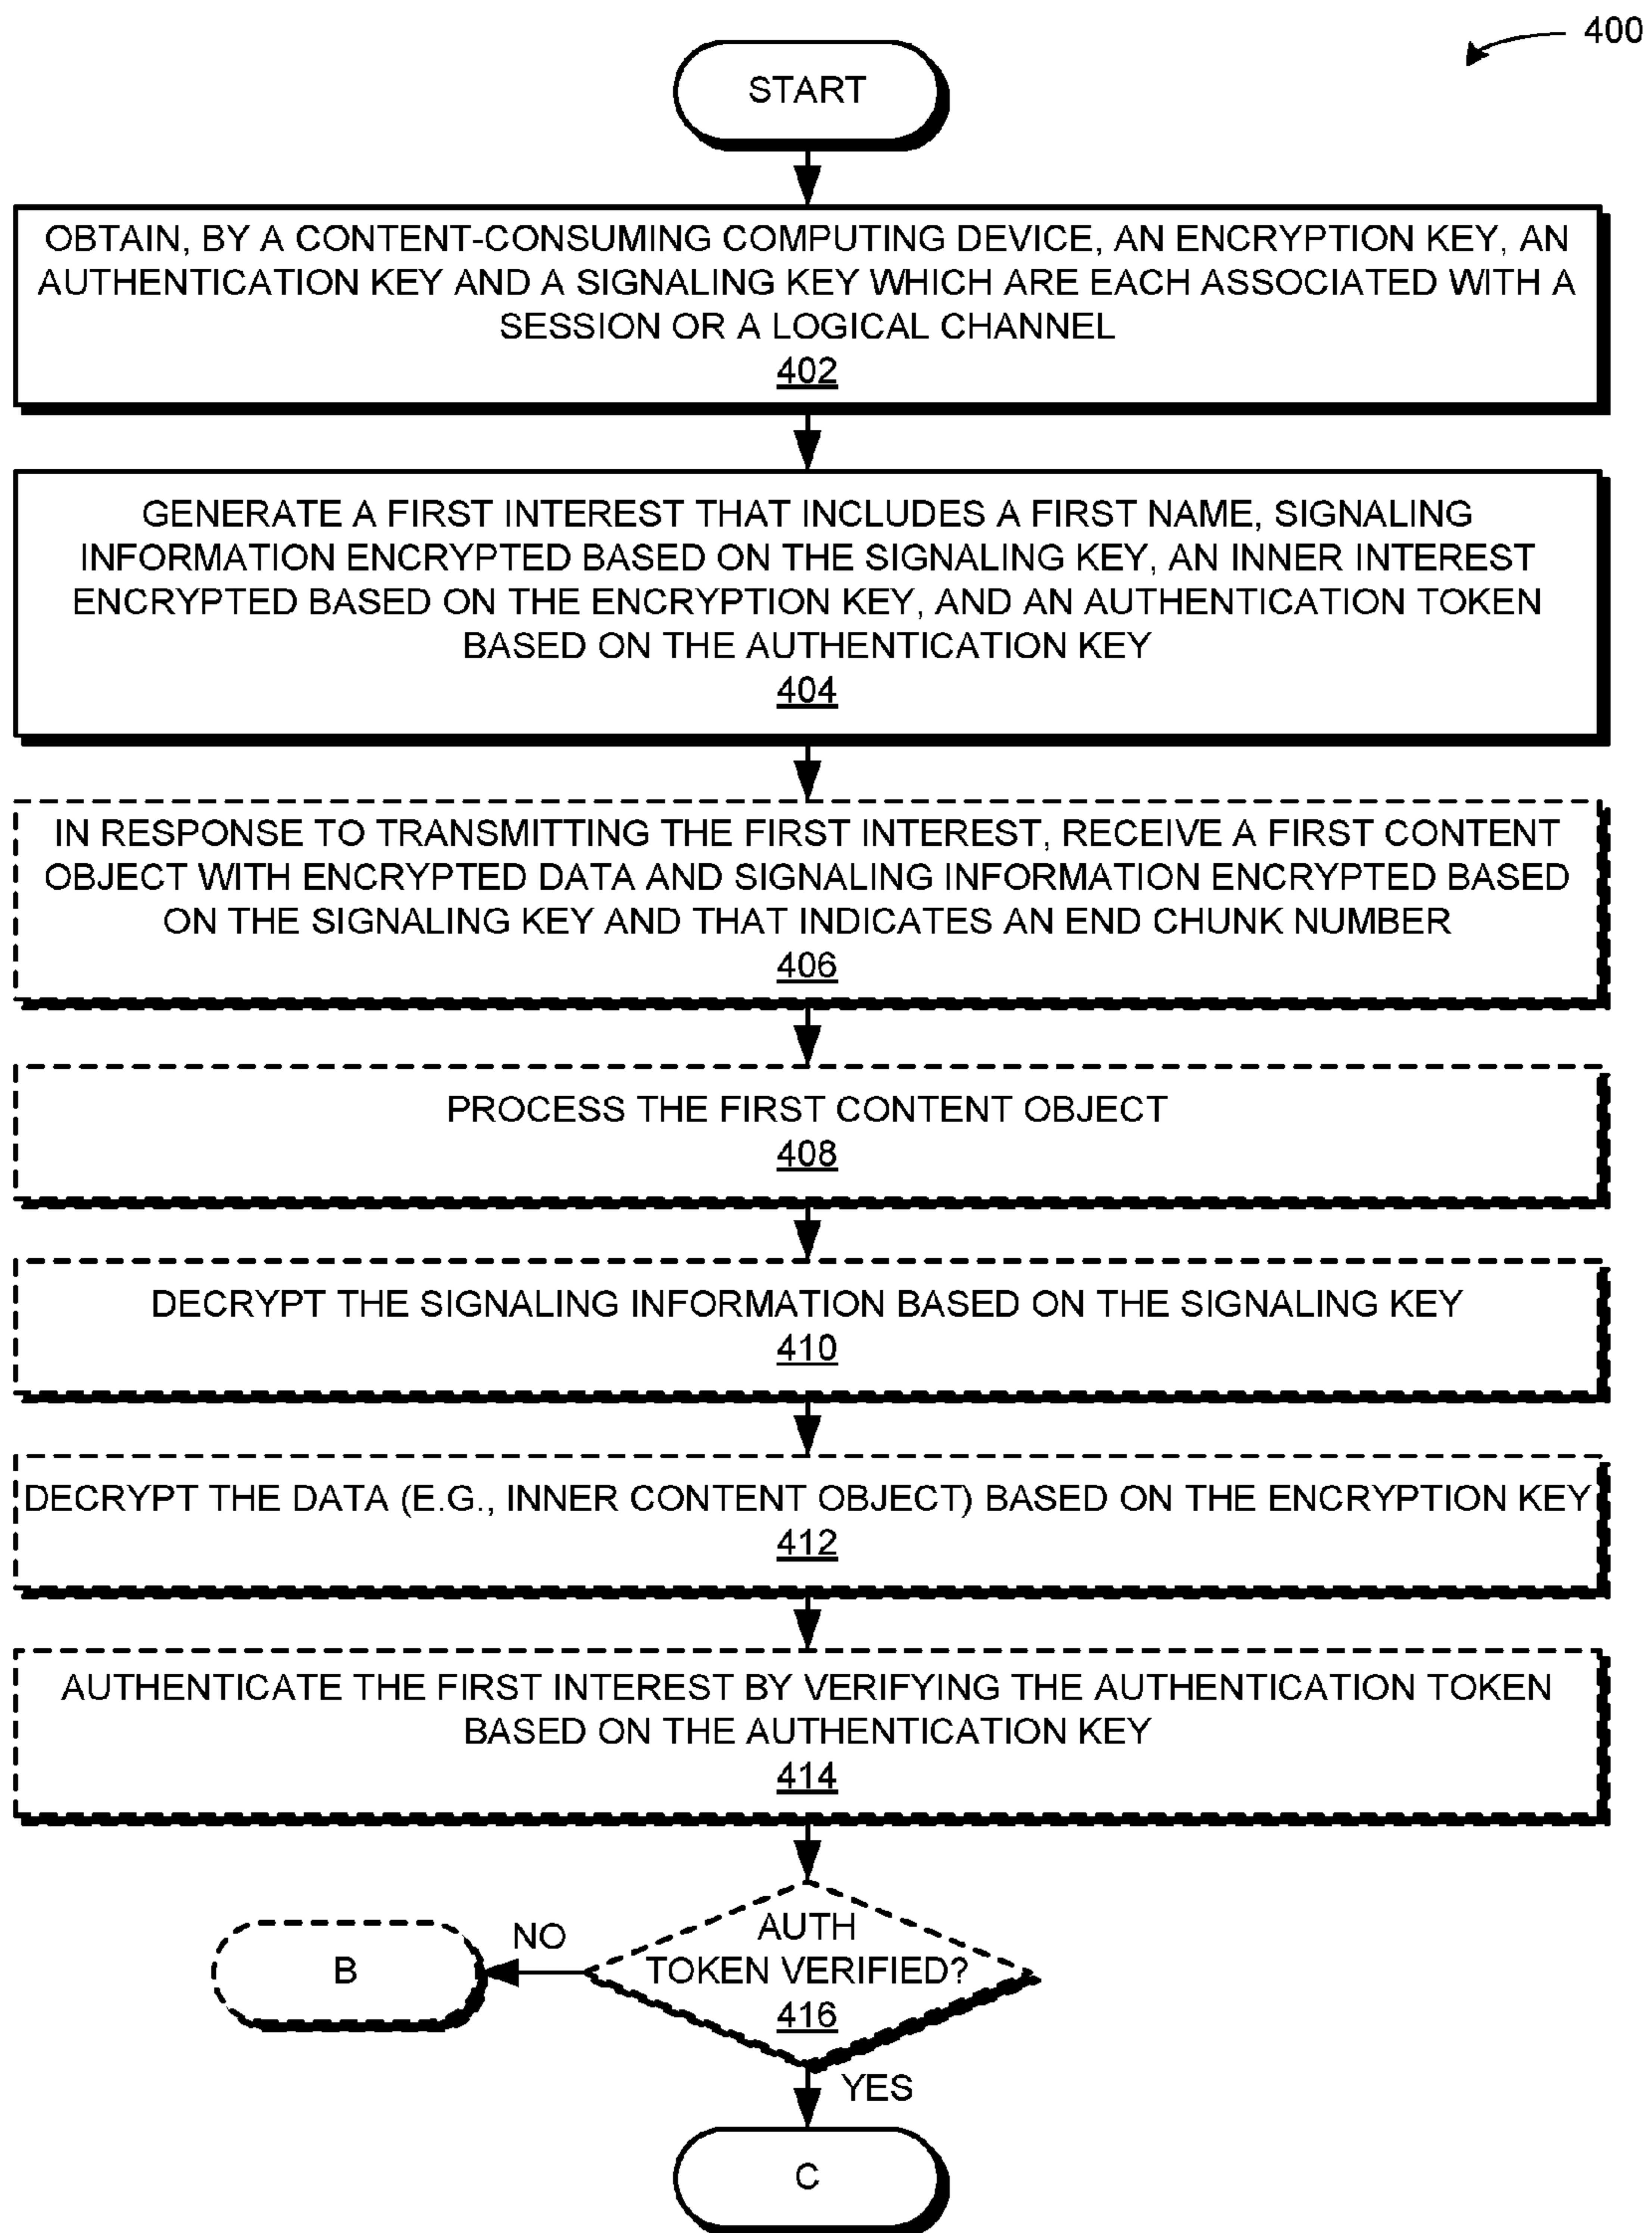 400
START
OBTAIN, BY A CONTENT-CONSUMING COMPUTING DEVICE, AN ENCRYPTION KEY, AN
AUTHENTICATION KEY AND A SIGNALING KEY WHICH ARE EACH ASSOCIATED WITH A
SESSION OR A LOGICAL CHANNEL
402
GENERATE A FIRST INTEREST THAT INCLUDES A FIRST NAME, SIGNALING
INFORMATION ENCRYPTED BASED ON THE SIGNALING KEY, AN INNER INTEREST
ENCRYPTED BASED ON THE ENCRYPTION KEY, AND AN AUTHENTICATION TOKEN
BASED ON THE AUTHENTICATION KEY
404
IN RESPONSE TO TRANSMITTING THE FIRST INTEREST, RECEIVE A FIRST CONTENT
OBJECT WITH ENCRYPTED DATA AND SIGNALING INFORMATION ENCRYPTED BASED
ON THE SIGNALING KEY AND THAT INDICATES AN END CHUNK NUMBER
406
PROCESS THE FIRST CONTENT OBJECT
408
DECRYPT THE SIGNALING INFORMATION BASED ON THE SIGNALING KEY
410
DECRYPT THE DATA (E.G., INNER CONTENT OBJECT) BASED ON THE ENCRYPTION KEY
412
AUTHENTICATE THE FIRST INTEREST BY VERIFYING THE AUTHENTICATION TOKEN
BASED ON THE AUTHENTICATION KEY
414
AUTH
TOKEN VERIFIED?
416
NO
B
YES
C